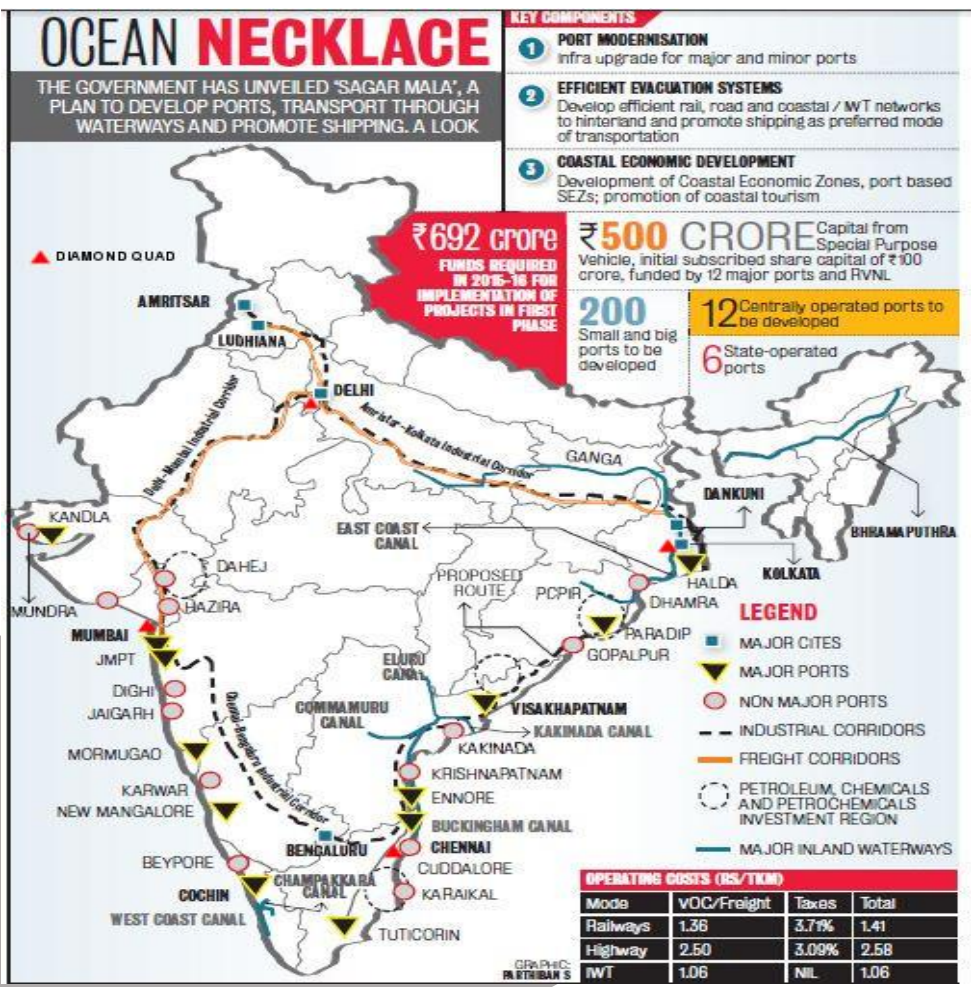 OCEAN NECKLACE
THE GOVERNMENT HAS UNVEILED 'SAGAR MALA', A
PLAN TO DEVELOP PORTS, TRANSPORT THROUGH
WATERWAYS AND PROMOTE SHIPPING. A LOOK
KEY COMPONENTS
1 PORT MODERNISATION
Infra upgrade for major and minor ports
2 EFFICIENT EVACUATION SYSTEMS
Develop efficient rail, road and coastal / IWT networks
to hinterland and promote shipping as preferred mode
of transportation
3 COASTAL ECONOMIC DEVELOPMENT
Development of Coastal Economic Zones, port based
SEZs; promotion of coastal tourism
₹692 crore
FUNDS REQUIRED
IN 2015-16 FOR
IMPLEMENTATION OF
PROJECTS IN FIRST
PHASE
₹500 CRORE Capital from
Special Purpose
Vehicle, initial subscribed share capital of ₹100
crore, funded by 12 major ports and RVNL
200
Small and big
ports to be
developed
12 Centrally operated ports to
be developed
6 State-operated
ports
DIAMOND QUAD
AMRITSAR
LUDHIANA
DELHI
Delhi-Mumbai Industrial Corridor
Amristar-Kolkata Industrial Corridor
GANGA
DANKUNI
BHRAMAPUTHRA
KANDLA
EAST COAST
CANAL
KOLKATA
HALDA
DAHEJ
PROPOSED
ROUTE
PCPIR
DHAMRA
MUNDRA
HAZIRA
PARADIP
GOPALPUR
MUMBAI
JMPT
ELURU
CANAL
DIGHI
JAIGARH
COMMAMURU
CANAL
VISAKHAPATNAM
KAKINADA CANAL
KAKINADA
MORMUGAO
Chennai-Bengaluru Industrial Corridor
KRISHNAPATNAM
KARWAR
ENNORE
NEW MANGALORE
BUCKINGHAM CANAL
BENGALURU
CHENNAI
BEYPORE
CUDDALORE
CHAMPAKKARA
CANAL
KARAIKAL
COCHIN
WEST COAST CANAL
TUTICORIN
LEGEND
MAJOR CITES
MAJOR PORTS
NON MAJOR PORTS
INDUSTRIAL CORRIDORS
FREIGHT CORRIDORS
PETROLEUM, CHEMICALS
AND PETROCHEMICALS
INVESTMENT REGION
MAJOR INLAND WATERWAYS
OPERATING COSTS (RS/TKM)
Mode VOC/Freight Taxes Total
Railways 1.36 3.71% 1.41
Highway 2.50 3.09% 2.58
IWT 1.06 NIL 1.06
GRAPHIC:
PARTHIBAN S